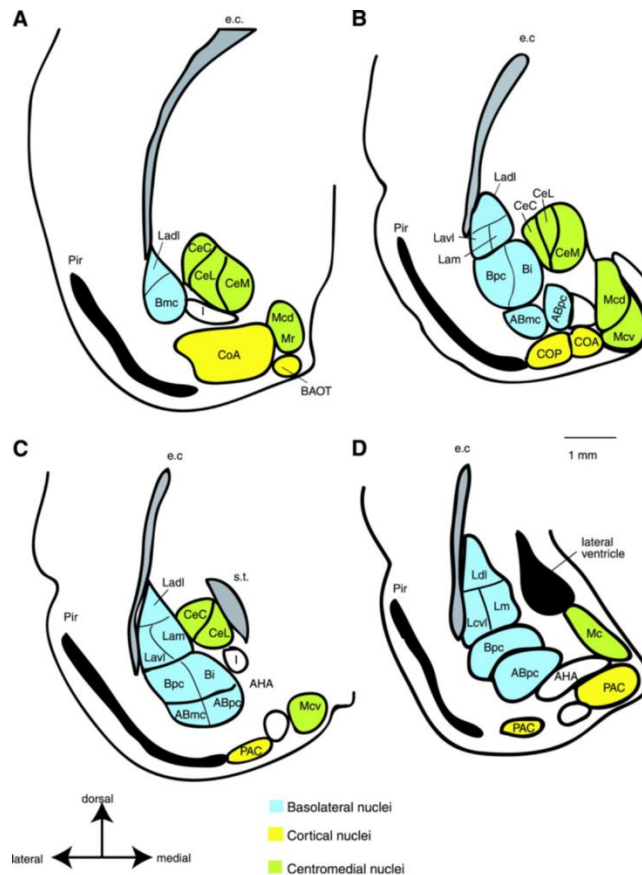 A
e.c.
Pir
Ladl
Bmc
CeC
CeL
CeM
I
Mcd
Mr
CoA
BAOT
B
e.c
Pir
Ladl
Lavl
Lam
CeC
CeL
CeM
Bpc
Bi
ABmc
ABpc
COP
COA
Mcd
Mcv
C
e.c
s.t.
Pir
Ladl
Lam
Lavl
CeC
CeL
I
Bpc
Bi
AHA
ABmc
ABpc
Mcv
PAC
D
1 mm
e.c
lateral
ventricle
Pir
Ldl
Lm
Lcvl
Bpc
ABpc
Mc
AHA
PAC
PAC
dorsal
lateral
medial
Basolateral nuclei
Cortical nuclei
Centromedial nuclei